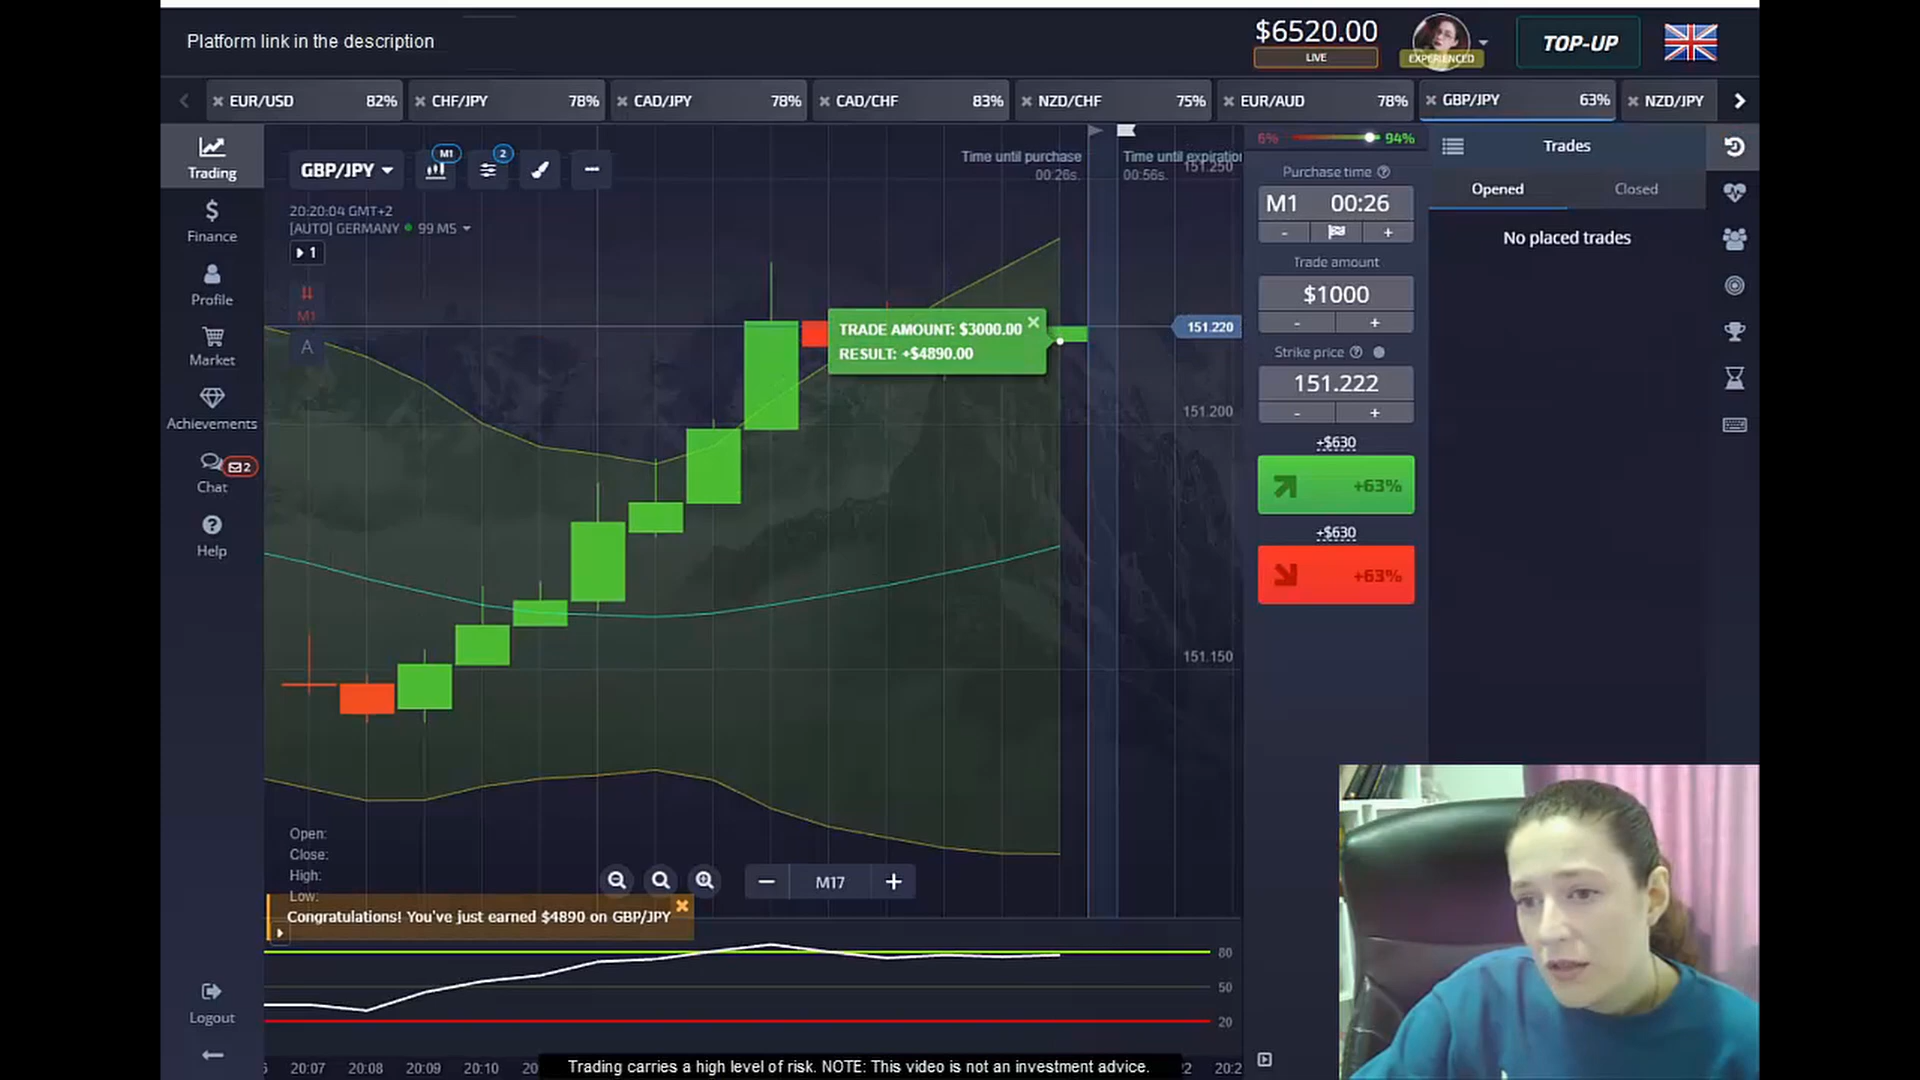 Platform link in the description
$6520.00
LIVE
EXPERIENCED
TOP-UP
EUR/USD 82%
CHF/JPY 78%
CAD/JPY 78%
CAD/CHF 83%
NZD/CHF 75%
EUR/AUD 78%
GBP/JPY 63%
NZD/JPY
Trading
Finance
Profile
Market
Achievements
Chat 2
Help
Logout
GBP/JPY
M1
2
20:20:04 GMT+2
[AUTO] GERMANY 99 MS
1
M1
A
Time until purchase
00:26s.
Time until expiration
00:56s.
151.250
151.220
151.200
151.150
TRADE AMOUNT: $3000.00
RESULT: +$4890.00
6% 94%
Purchase time
M1 00:26
- +
Trade amount
$1000
- +
Strike price
151.222
- +
+$630
+63%
+$630
+63%
Trades
Opened Closed
No placed trades
Open:
Close:
High:
Low:
M17
Congratulations! You've just earned $4890 on GBP/JPY
80
50
20
20:07 20:08 20:09 20:10
Trading carries a high level of risk. NOTE: This video is not an investment advice.